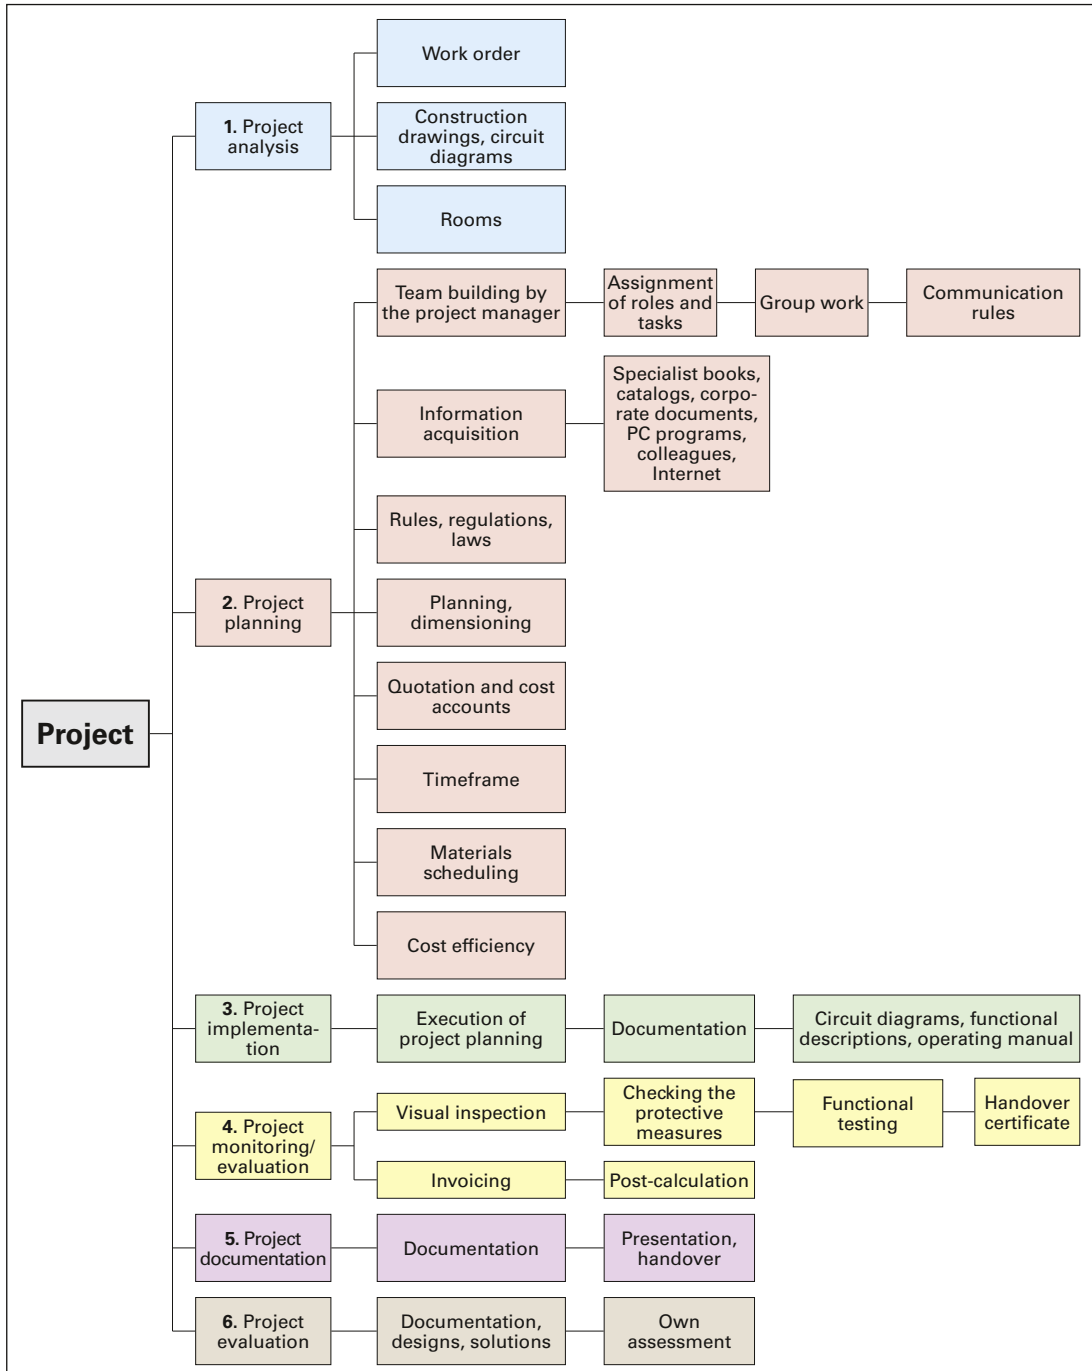 Work order
1. Project
analysis
Construction
drawings, circuit
diagrams
Rooms
Team building by
the project manager
Assignment
of roles and
tasks
Group work
Communication
rules
Information
acquisition
Specialist books,
catalogs, corpo-
rate documents,
PC programs,
colleagues,
Internet
Rules, regulations,
laws
2. Project
planning
Planning,
dimensioning
Quotation and cost
accounts
Project
Timeframe
Materials
scheduling
Cost efficiency
3. Project
implementa-
tion
Execution of
project planning
Documentation
Circuit diagrams, functional
descriptions, operating manual
4. Project
monitoring/
evaluation
Visual inspection
Checking the
protective
measures
Functional
testing
Handover
certificate
Invoicing
Post-calculation
5. Project
documentation
Documentation
Presentation,
handover
6. Project
evaluation
Documentation,
designs, solutions
Own
assessment